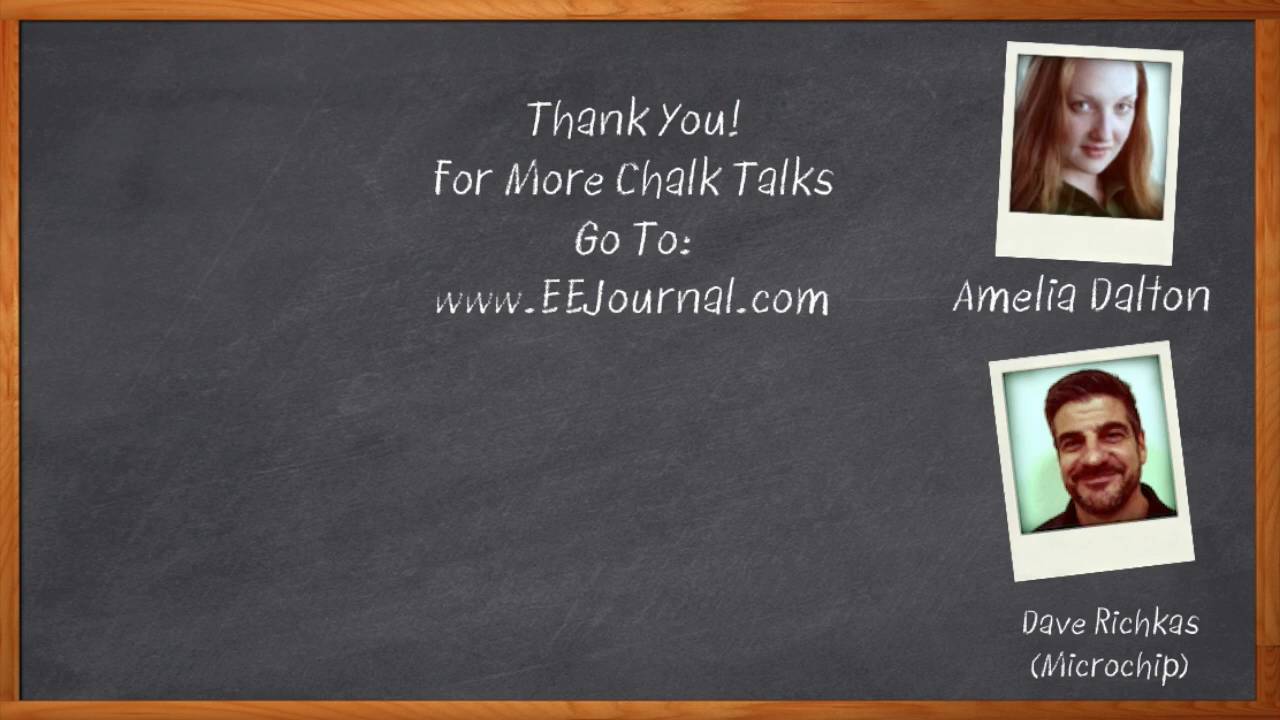 Thank You!
For More Chalk Talks
Go To:
www.EEJournal.com
Amelia Dalton
Dave Richkas
(Microchip)